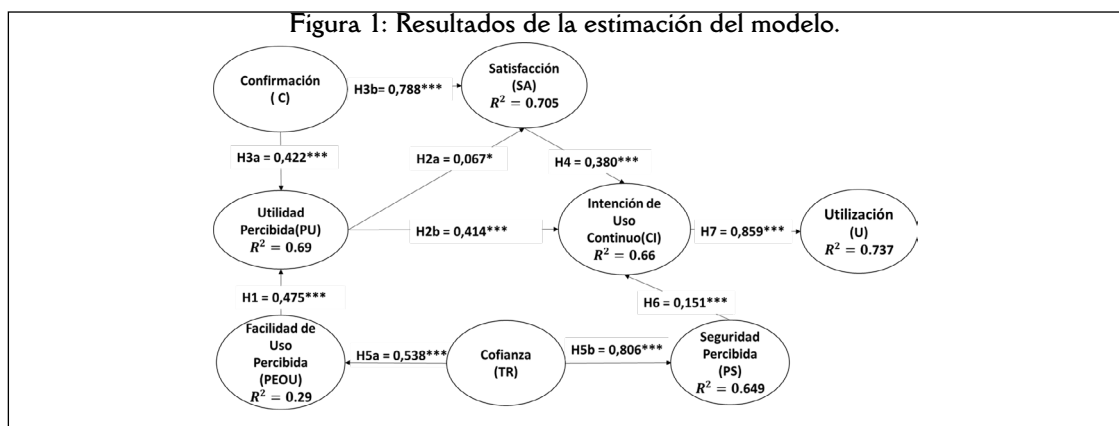 Figura 1: Resultados de la estimación del modelo.
Confirmación
( C)
H3b= 0,788***
Satisfacción
(SA)
R² = 0.705
H3a = 0,422***
H2a = 0,067*
H4 = 0,380***
Utilidad
Percibida(PU)
R² = 0.69
H2b = 0,414***
Intención de
Uso
Continuo(CI)
R² = 0.66
H7 = 0,859***
Utilización
(U)
R² = 0.737
H1 = 0,475***
H6 = 0,151***
Facilidad de
Uso
Percibida
(PEOU)
R² = 0.29
H5a = 0,538***
Cofianza
(TR)
H5b = 0,806***
Seguridad
Percibida
(PS)
R² = 0.649